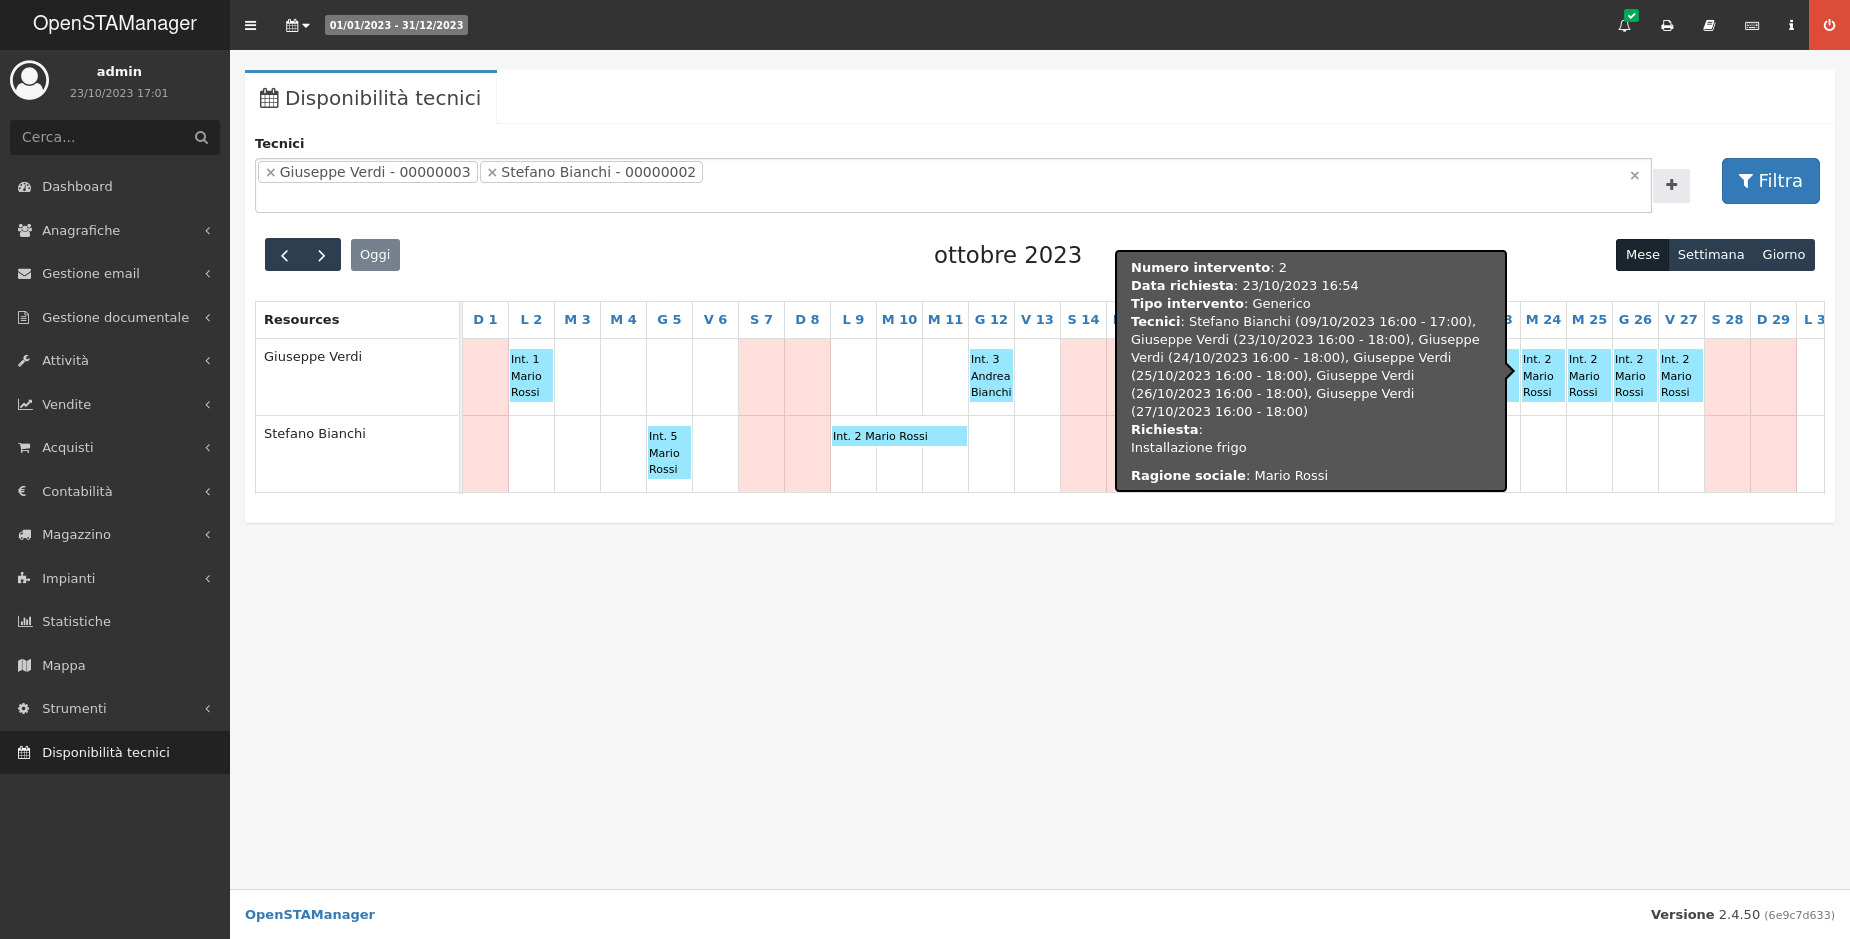 OpenSTAManager
01/01/2023 - 31/12/2023
admin
23/10/2023 17:01
Cerca...
Dashboard
Anagrafiche
Gestione email
Gestione documentale
Attività
Vendite
Acquisti
Contabilità
Magazzino
Impianti
Statistiche
Mappa
Strumenti
Disponibilità tecnici
Disponibilità tecnici
Tecnici
× Giuseppe Verdi - 00000003 × Stefano Bianchi - 00000002
×
+
Filtra
Oggi
ottobre 2023
Mese Settimana Giorno
Resources D 1 L 2 M 3 M 4 G 5 V 6 S 7 D 8 L 9 M 10 M 11 G 12 V 13 S 14 M 24 M 25 G 26 V 27 S 28 D 29
Giuseppe Verdi
Int. 1
Mario
Rossi
Int. 3
Andrea
Bianchi
Int. 2
Mario
Rossi
Int. 2
Mario
Rossi
Int. 2
Mario
Rossi
Int. 2
Mario
Rossi
Stefano Bianchi
Int. 5
Mario
Rossi
Int. 2 Mario Rossi
Numero intervento: 2
Data richiesta: 23/10/2023 16:54
Tipo intervento: Generico
Tecnici: Stefano Bianchi (09/10/2023 16:00 - 17:00),
Giuseppe Verdi (23/10/2023 16:00 - 18:00), Giuseppe
Verdi (24/10/2023 16:00 - 18:00), Giuseppe Verdi
(25/10/2023 16:00 - 18:00), Giuseppe Verdi
(26/10/2023 16:00 - 18:00), Giuseppe Verdi
(27/10/2023 16:00 - 18:00)
Richiesta:
Installazione frigo
Ragione sociale: Mario Rossi
OpenSTAManager
Versione 2.4.50 (6e9c7d633)